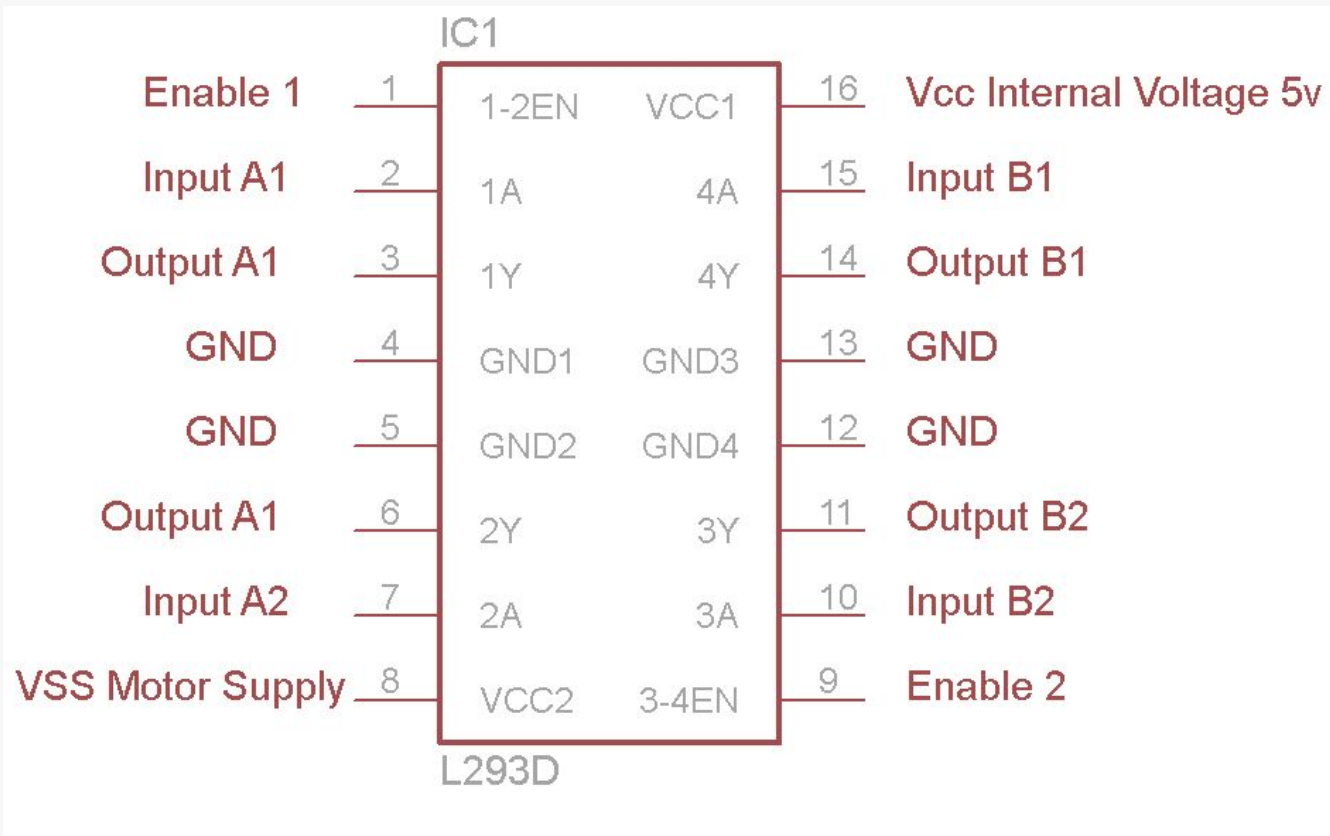 IC1
Enable 1 1 1-2EN VCC1 16 Vcc Internal Voltage 5v
Input A1 2 1A 4A 15 Input B1
Output A1 3 1Y 4Y 14 Output B1
GND 4 GND1 GND3 13 GND
GND 5 GND2 GND4 12 GND
Output A1 6 2Y 3Y 11 Output B2
Input A2 7 2A 3A 10 Input B2
VSS Motor Supply 8 VCC2 3-4EN 9 Enable 2
L293D